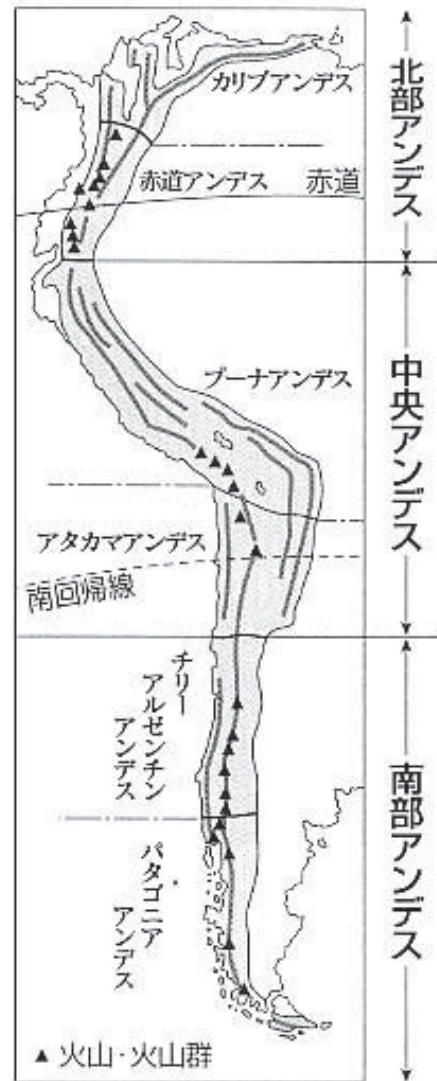 カリブアンデス
北部アンデス
赤道アンデス
赤道
プーナアンデス
中央アンデス
アタカマアンデス
南回帰線
チリー
アルゼンチン
アンデス
南部アンデス
パタゴニア
アンデス
▲ 火山・火山群